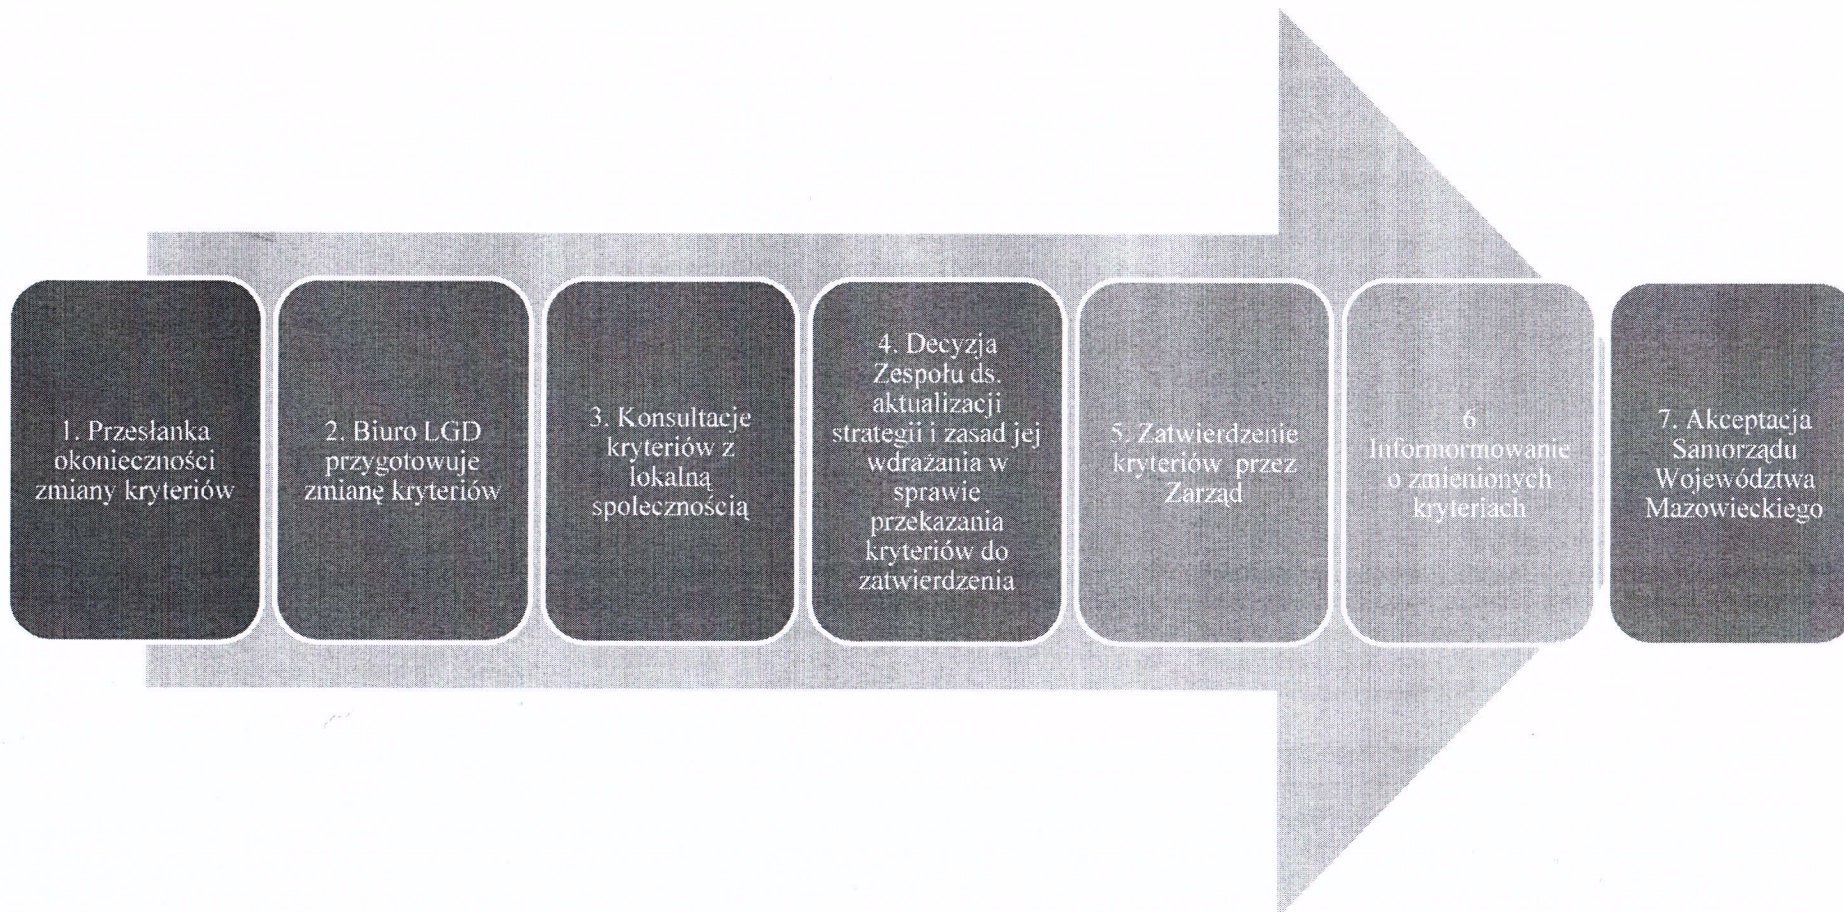 1. Przesłanka
okonieczności
zmiany kryteriów
2. Biuro LGD
przygotowuje
zmianę kryteriów
3. Konsultacje
kryteriów z
lokalną
społecznością
4. Decyzja
Zespołu ds.
aktualizacji
strategii i zasad jej
wdrażania w
sprawie
przekazania
kryteriów do
zatwierdzenia
5. Zatwierdzenie
kryteriów przez
Zarząd
6
Informormowanie
o zmienionych
kryteriach
7. Akceptacja
Samorządu
Województwa
Mazowieckiego